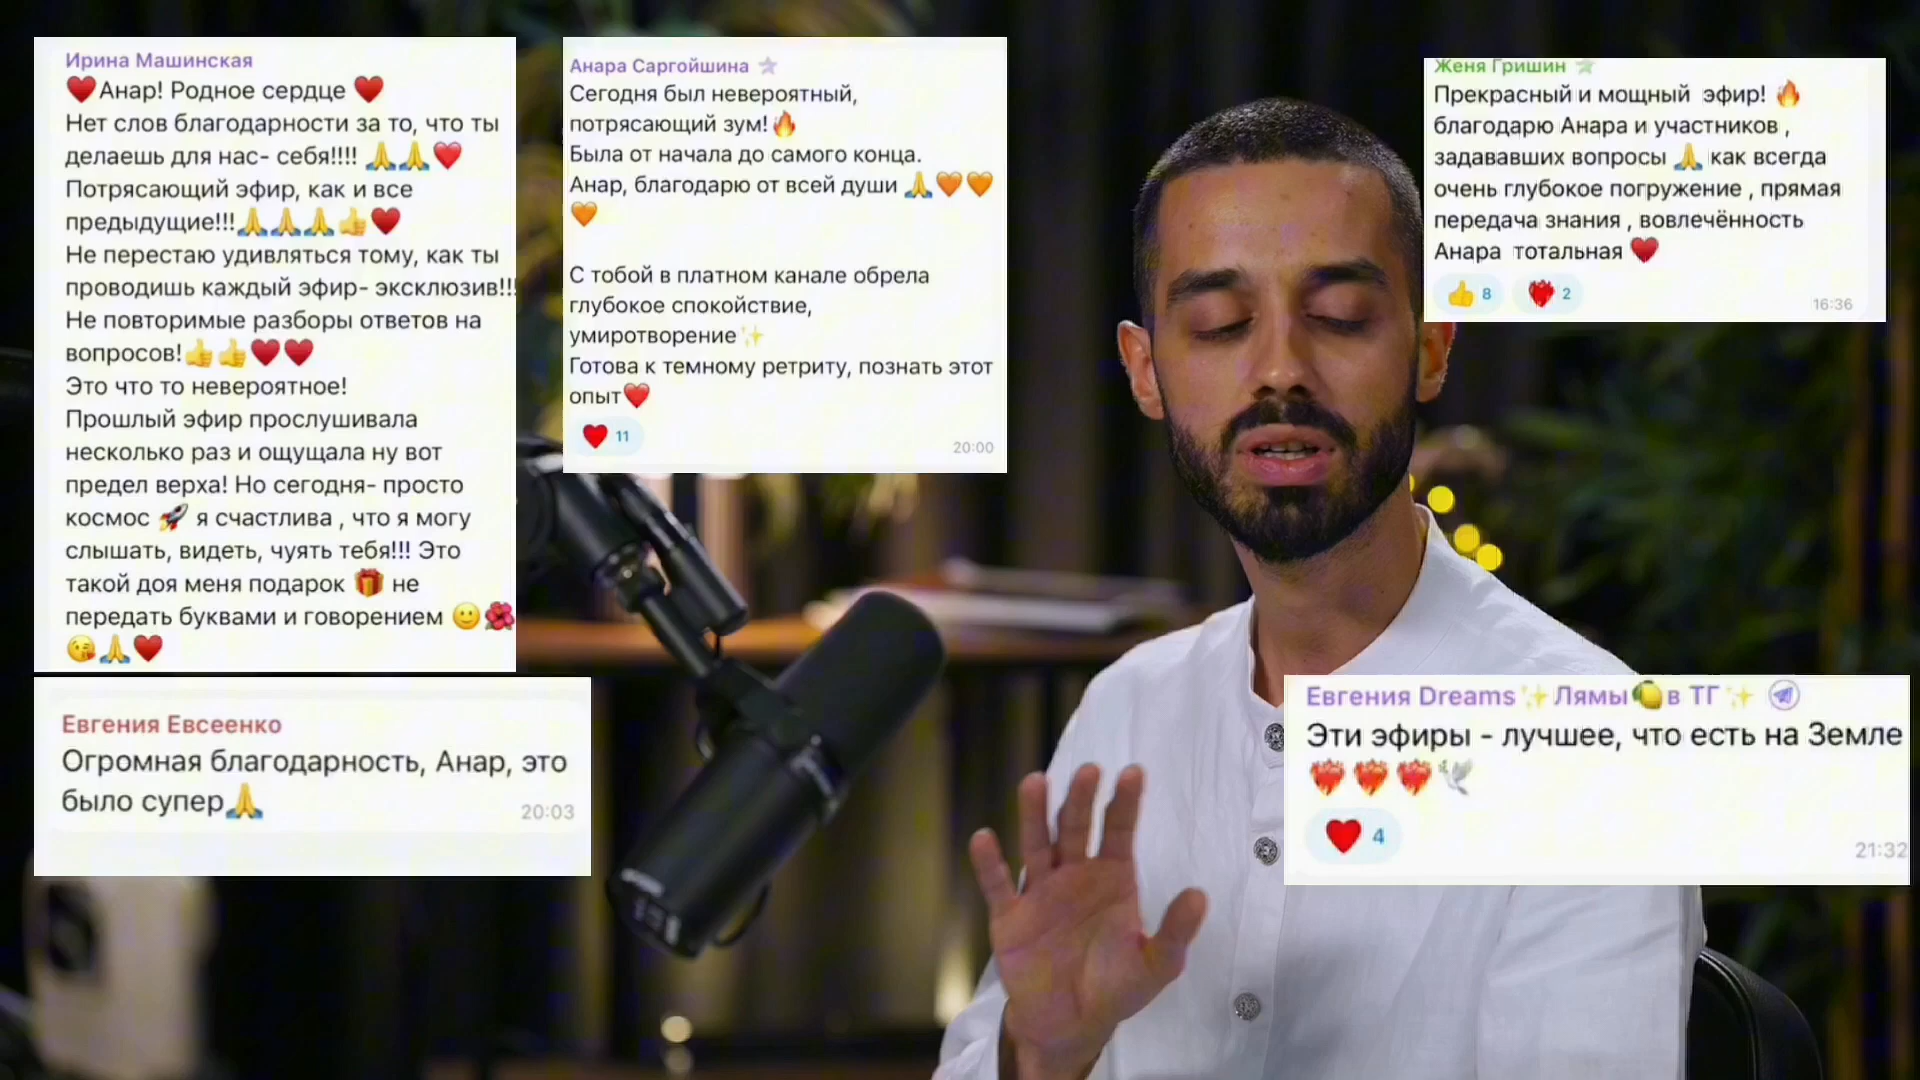 Ирина Машинская
❤️Анар! Родное сердце ❤️
Нет слов благодарности за то, что ты
делаешь для нас- себя!!!! 🙏🙏❤️
Потрясающий эфир, как и все
предыдущие!!!🙏🙏🙏👍❤️
Не перестаю удивляться тому, как ты
проводишь каждый эфир- эксклюзив!!!
Не повторимые разборы ответов на
вопросов!👍👍❤️❤️
Это что то невероятное!
Прошлый эфир прослушивала
несколько раз и ощущала ну вот
предел верха! Но сегодня- просто
космос 🚀 я счастлива , что я могу
слышать, видеть, чуять тебя!!! Это
такой доя меня подарок 🎁 не
передать буквами и говорением 🙂🌺
😘🙏❤️
Евгения Евсеенко
Огромная благодарность, Анар, это
было супер🙏
20:03
Анара Саргойшина
Сегодня был невероятный,
потрясающий зум!🔥
Была от начала до самого конца.
Анар, благодарю от всей души 🙏🧡🧡
🧡
С тобой в платном канале обрела
глубокое спокойствие,
умиротворение✨
Готова к темному ретриту, познать этот
опыт❤️
❤️ 11
20:00
Женя Гришин
Прекрасный и мощный эфир! 🔥
благодарю Анара и участников ,
задававших вопросы 🙏 как всегда
очень глубокое погружение , прямая
передача знания , вовлечённость
Анара тотальная ❤️
👍 8 ❤️‍🔥 2
16:36
Евгения Dreams✨Лямы🍋в ТГ✨
Эти эфиры - лучшее, что есть на Земле
❤️‍🔥❤️‍🔥❤️‍🔥🕊
❤️ 4
21:32